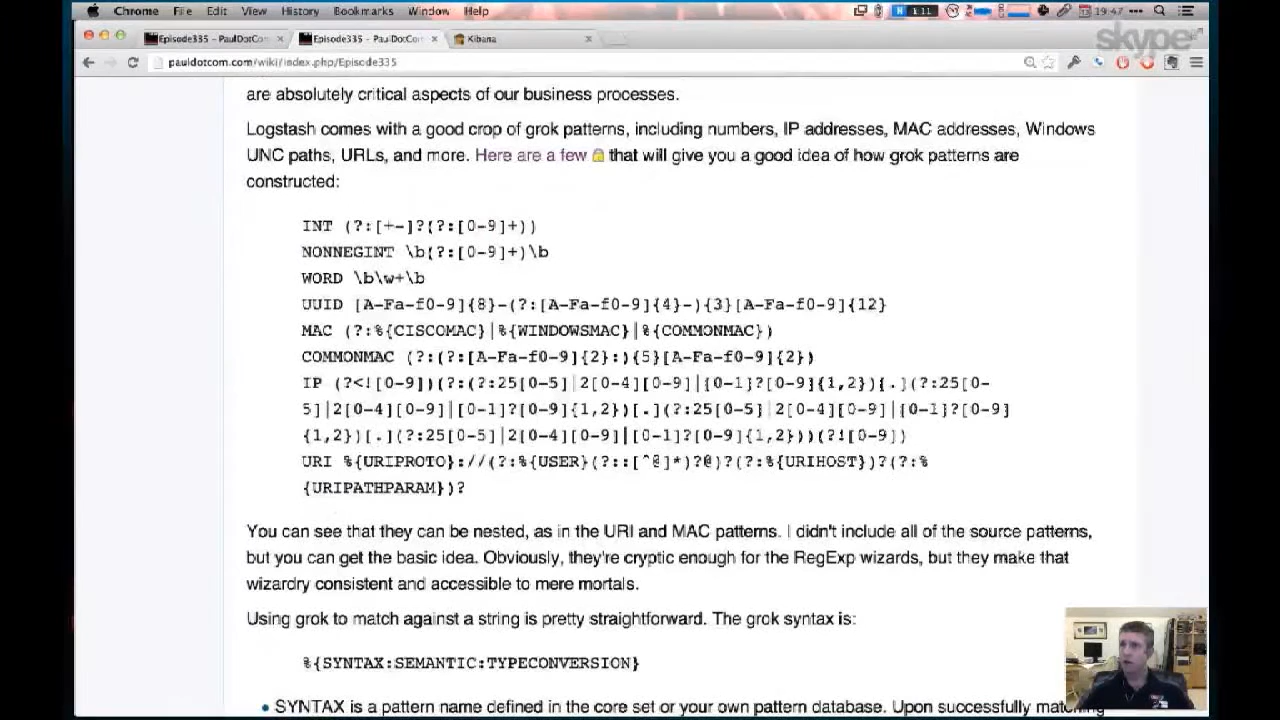 Chrome File Edit View History Bookmarks Window Help 1:11 19:47
skype
Episode335 - PaulDotCom Episode335 - PaulDotCom Kibana
pauldotcom.com/wiki/index.php/Episode335
are absolutely critical aspects of our business processes.
Logstash comes with a good crop of grok patterns, including numbers, IP addresses, MAC addresses, Windows
UNC paths, URLs, and more. Here are a few that will give you a good idea of how grok patterns are
constructed:
INT (?:[+-]?(?:[0-9]+))
NONNEGINT \b(?:[0-9]+)\b
WORD \b\w+\b
UUID [A-Fa-f0-9]{8}-(?:[A-Fa-f0-9]{4}-){3}[A-Fa-f0-9]{12}
MAC (?:%{CISCOMAC}|%{WINDOWSMAC}|%{COMMONMAC})
COMMONMAC (?:(?:[A-Fa-f0-9]{2}:){5}[A-Fa-f0-9]{2})
IP (?<![0-9])(?:(?:25[0-5]|2[0-4][0-9]|[0-1]?[0-9]{1,2})[.](?:25[0-
5]|2[0-4][0-9]|[0-1]?[0-9]{1,2})[.](?:25[0-5]|2[0-4][0-9]|[0-1]?[0-9]
{1,2})[.](?:25[0-5]|2[0-4][0-9]|[0-1]?[0-9]{1,2}))(?![0-9])
URI %{URIPROTO}://(?:%{USER}(?::[^@]*)?@)?(?:%{URIHOST})?(?:%
{URIPATHPARAM})?
You can see that they can be nested, as in the URI and MAC patterns. I didn't include all of the source patterns,
but you can get the basic idea. Obviously, they're cryptic enough for the RegExp wizards, but they make that
wizardry consistent and accessible to mere mortals.
Using grok to match against a string is pretty straightforward. The grok syntax is:
%{SYNTAX:SEMANTIC:TYPECONVERSION}
• SYNTAX is a pattern name defined in the core set or your own pattern database. Upon successfully matching